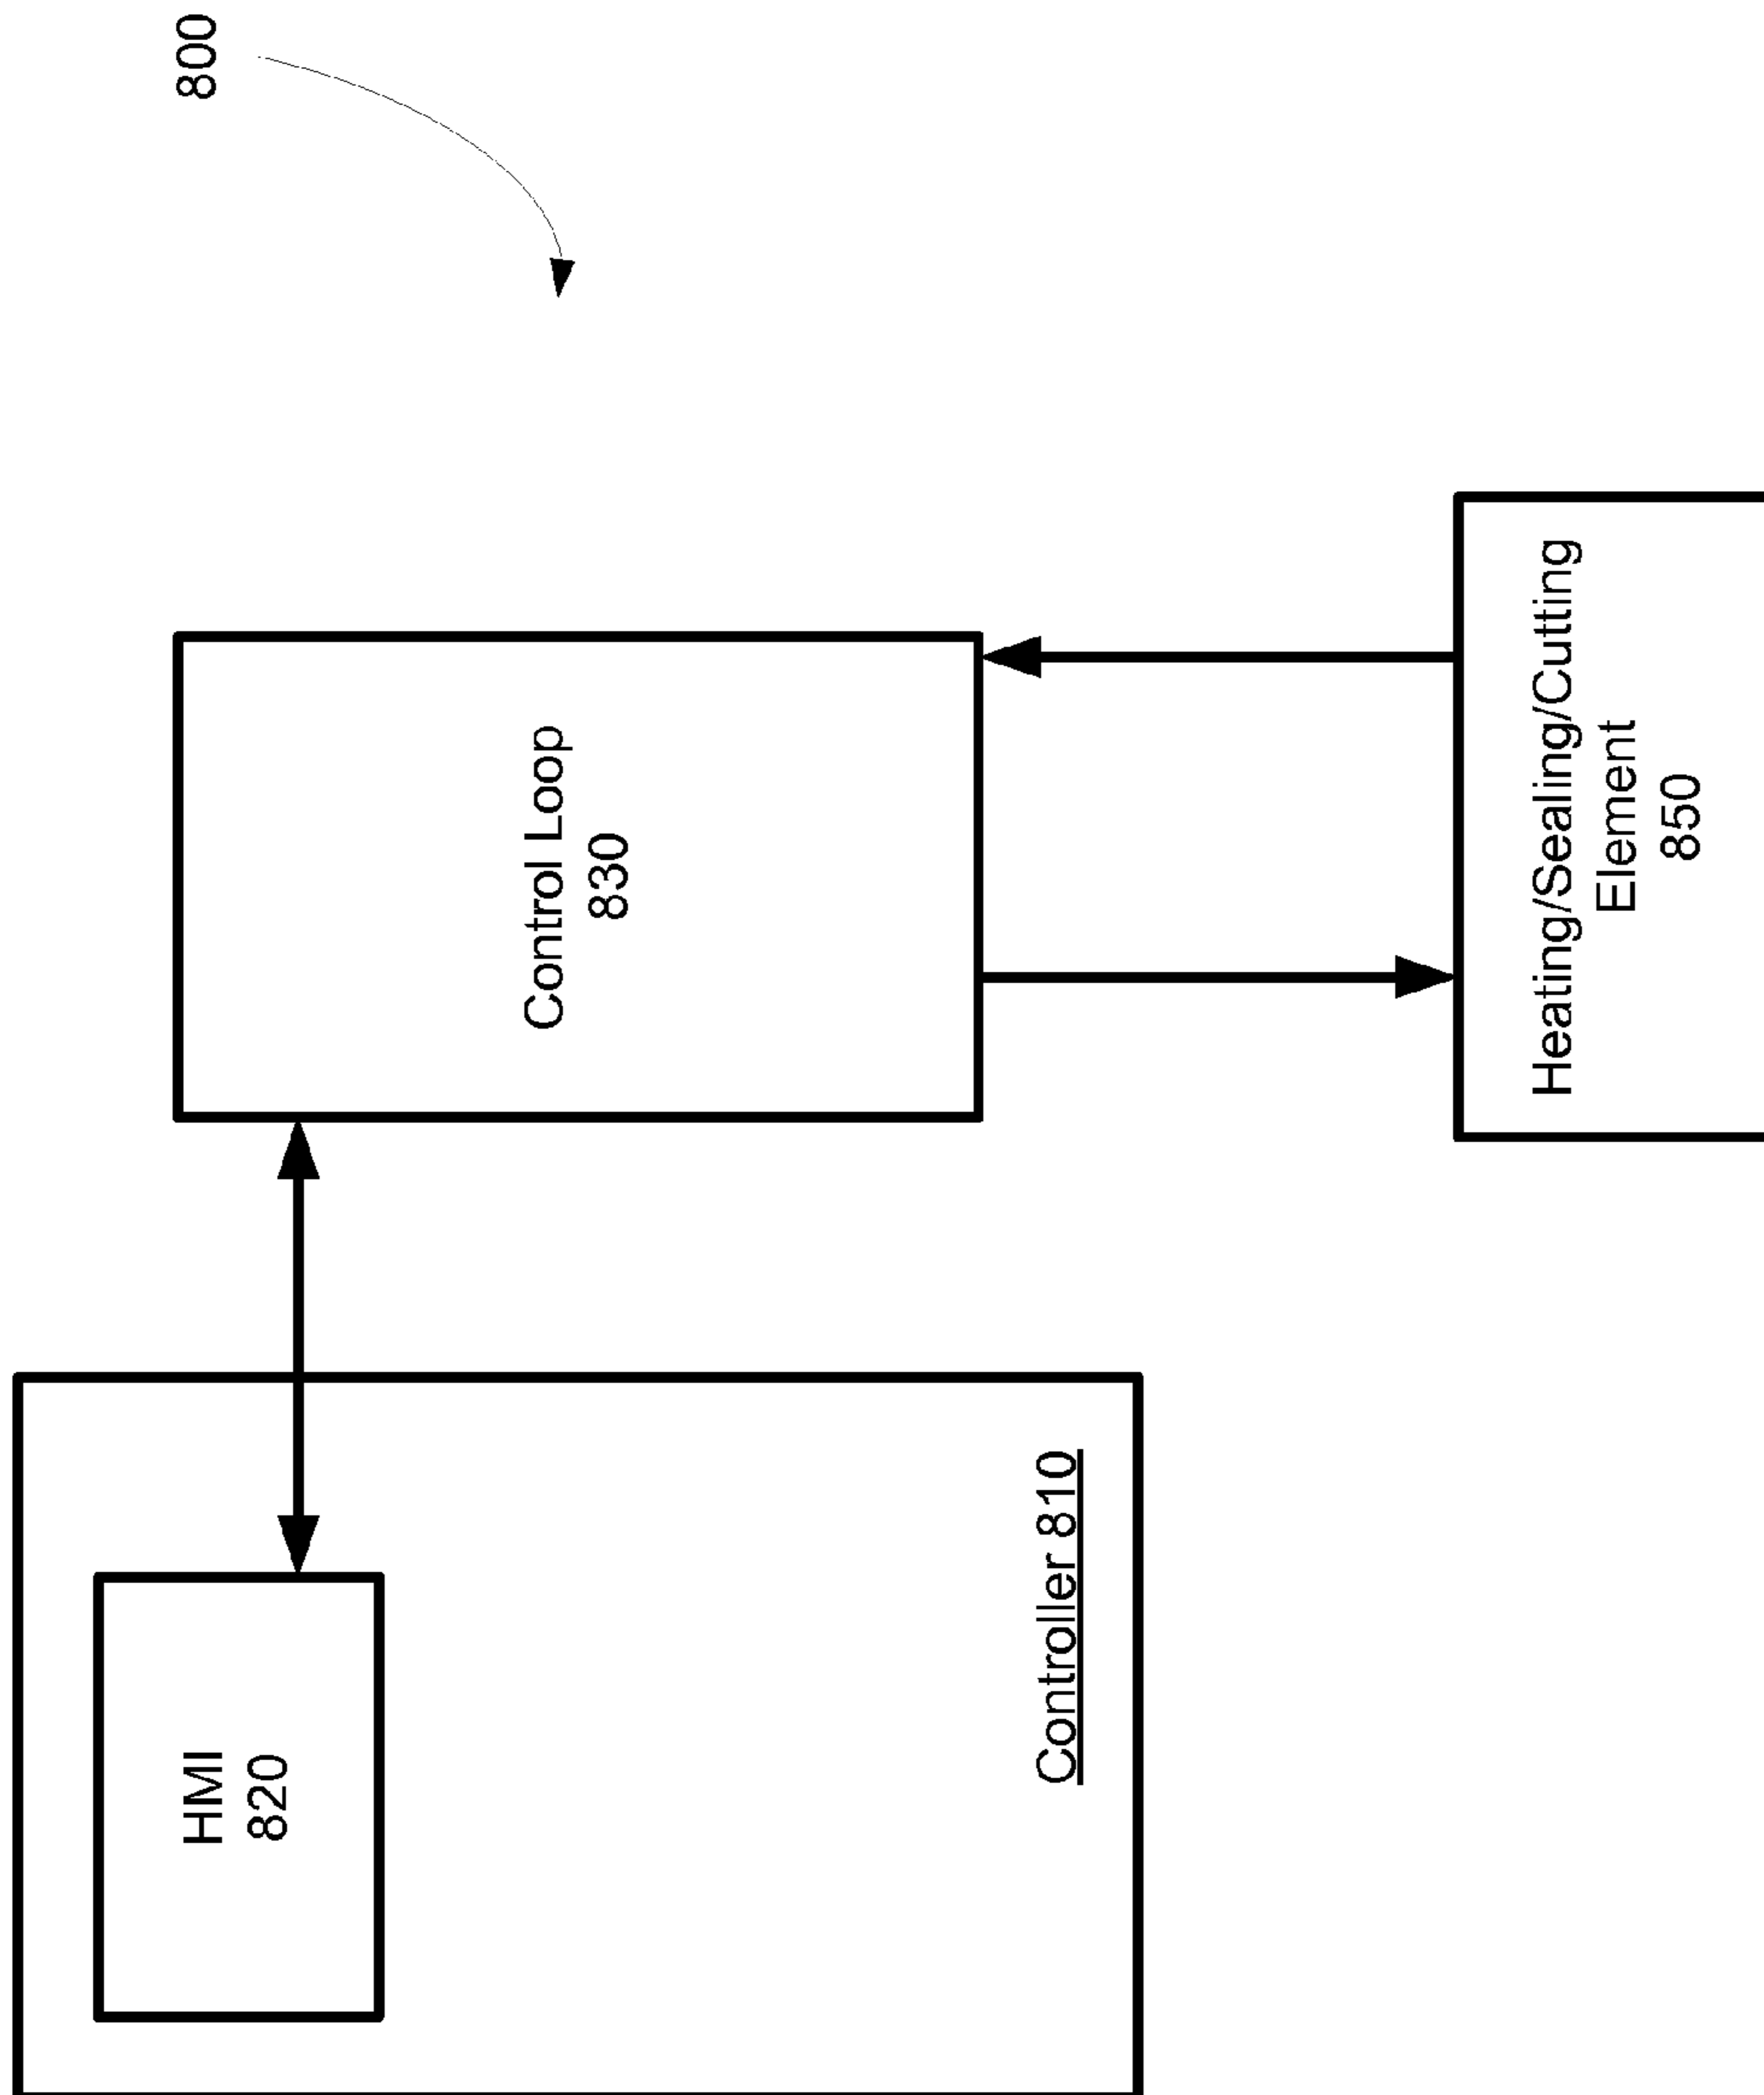 800
HMI
820
Controller 810
Control Loop
830
Heating/Sealing/Cutting
Element
850